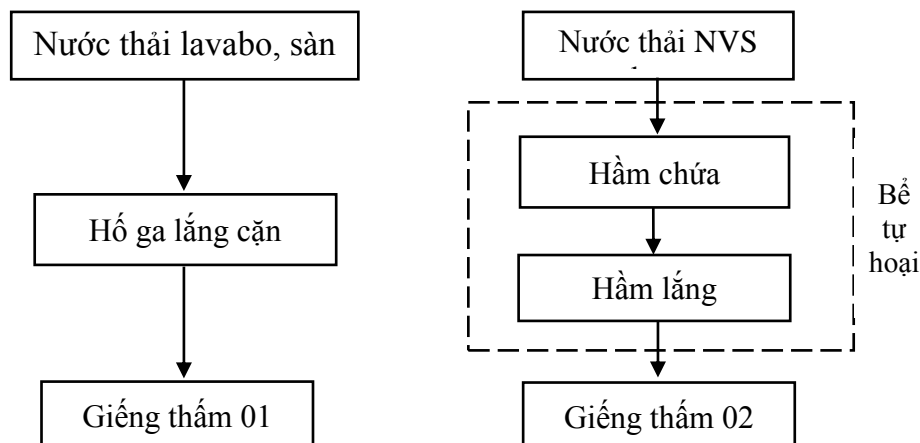 Nước thải lavabo, sàn
Hố ga lắng cặn
Giếng thấm 01
Nước thải NVS
Hầm chứa
Hầm lắng
Bể
tự
hoại
Giếng thấm 02